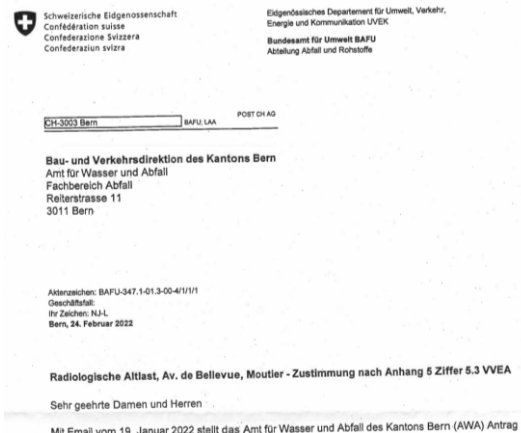 Schweizerische Eidgenossenschaft
Confédération suisse
Confederazione Svizzera
Confederaziun svizra
Eidgenössisches Departement für Umwelt, Verkehr,
Energie und Kommunikation UVEK
Bundesamt für Umwelt BAFU
Abteilung Abfall und Rohstoffe
POST CH AG
CH-3003 Bern
BAFU; LAA
Bau- und Verkehrsdirektion des Kantons Bern
Amt für Wasser und Abfall
Fachbereich Abfall
Reiterstrasse 11
3011 Bern
Aktenzeichen: BAFU-347.1-01.3-00-4/1/1/1
Geschäftsfall:
Ihr Zeichen: NJ-L
Bern, 24. Februar 2022
Radiologische Altlast, Av. de Bellevue, Moutier - Zustimmung nach Anhang 5 Ziffer 5.3 VVEA
Sehr geehrte Damen und Herren
Mit Email vom 19. Januar 2022 stellt das Amt für Wasser und Abfall des Kantons Bern (AWA) Antrag